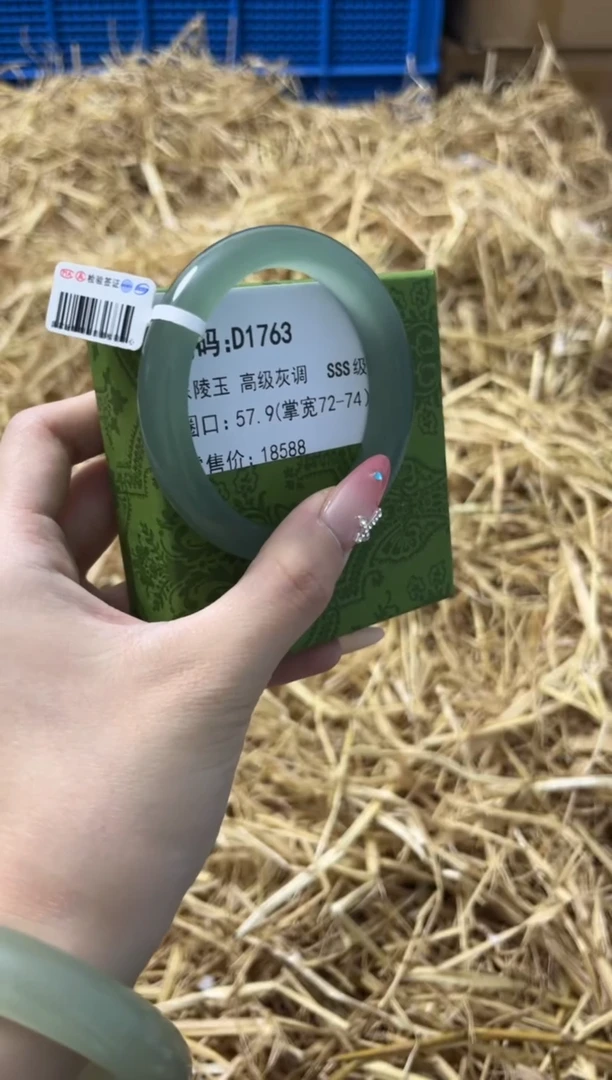 检验签证
码:D1763
陵玉 高级灰调 SSS级
口: 57.9(掌宽72-74)
售价: 18588